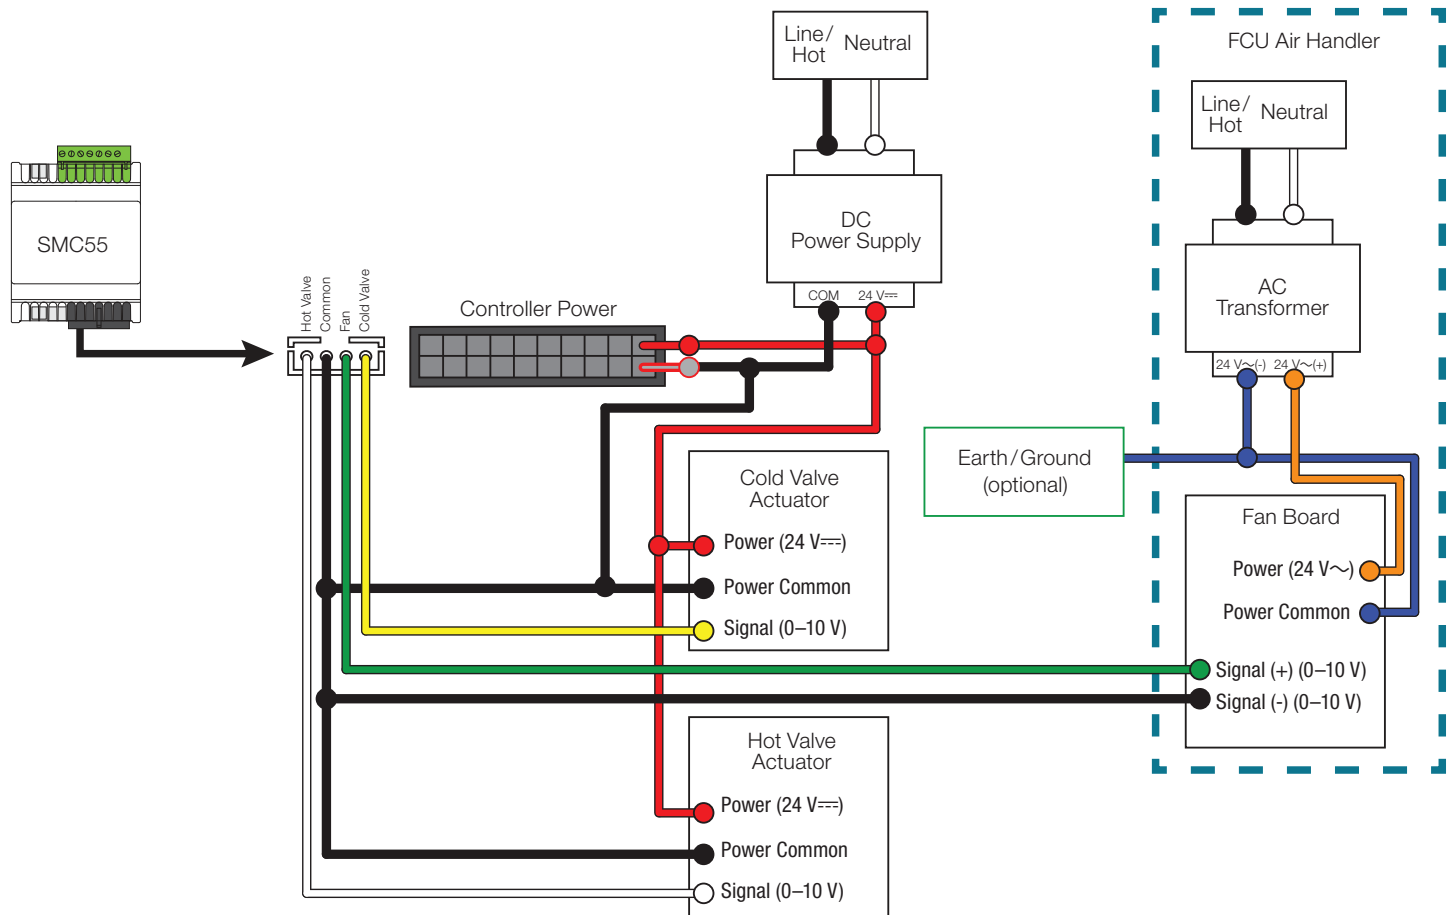 Line/
Hot
Neutral
FCU Air Handler
Line/
Hot
Neutral
SMC55
DC
Power Supply
COM
24 V⎓
Hot Valve
Common
Fan
Cold Valve
Controller Power
AC
Transformer
24 V～(-)
24 V～(+)
Earth/Ground
(optional)
Cold Valve
Actuator
Power (24 V⎓)
Power Common
Signal (0–10 V)
Fan Board
Power (24 V～)
Power Common
Signal (+) (0–10 V)
Signal (-) (0–10 V)
Hot Valve
Actuator
Power (24 V⎓)
Power Common
Signal (0–10 V)